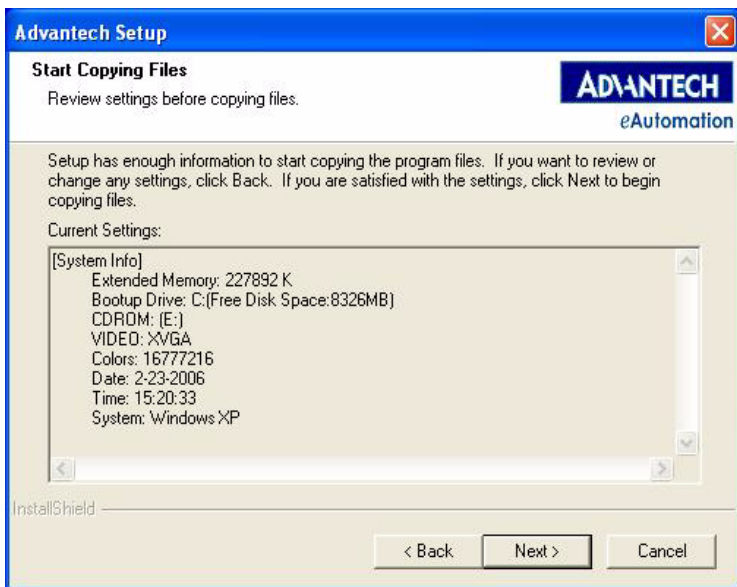 Advantech Setup
Start Copying Files
Review settings before copying files.
ADVANTECH
eAutomation
Setup has enough information to start copying the program files. If you want to review or
change any settings, click Back. If you are satisfied with the settings, click Next to begin
copying files.
Current Settings:
[System Info]
Extended Memory: 227892 K
Bootup Drive: C:(Free Disk Space:8326MB)
CDROM: (E:)
VIDEO: XVGA
Colors: 16777216
Date: 2-23-2006
Time: 15:20:33
System: Windows XP
InstallShield
< Back
Next >
Cancel